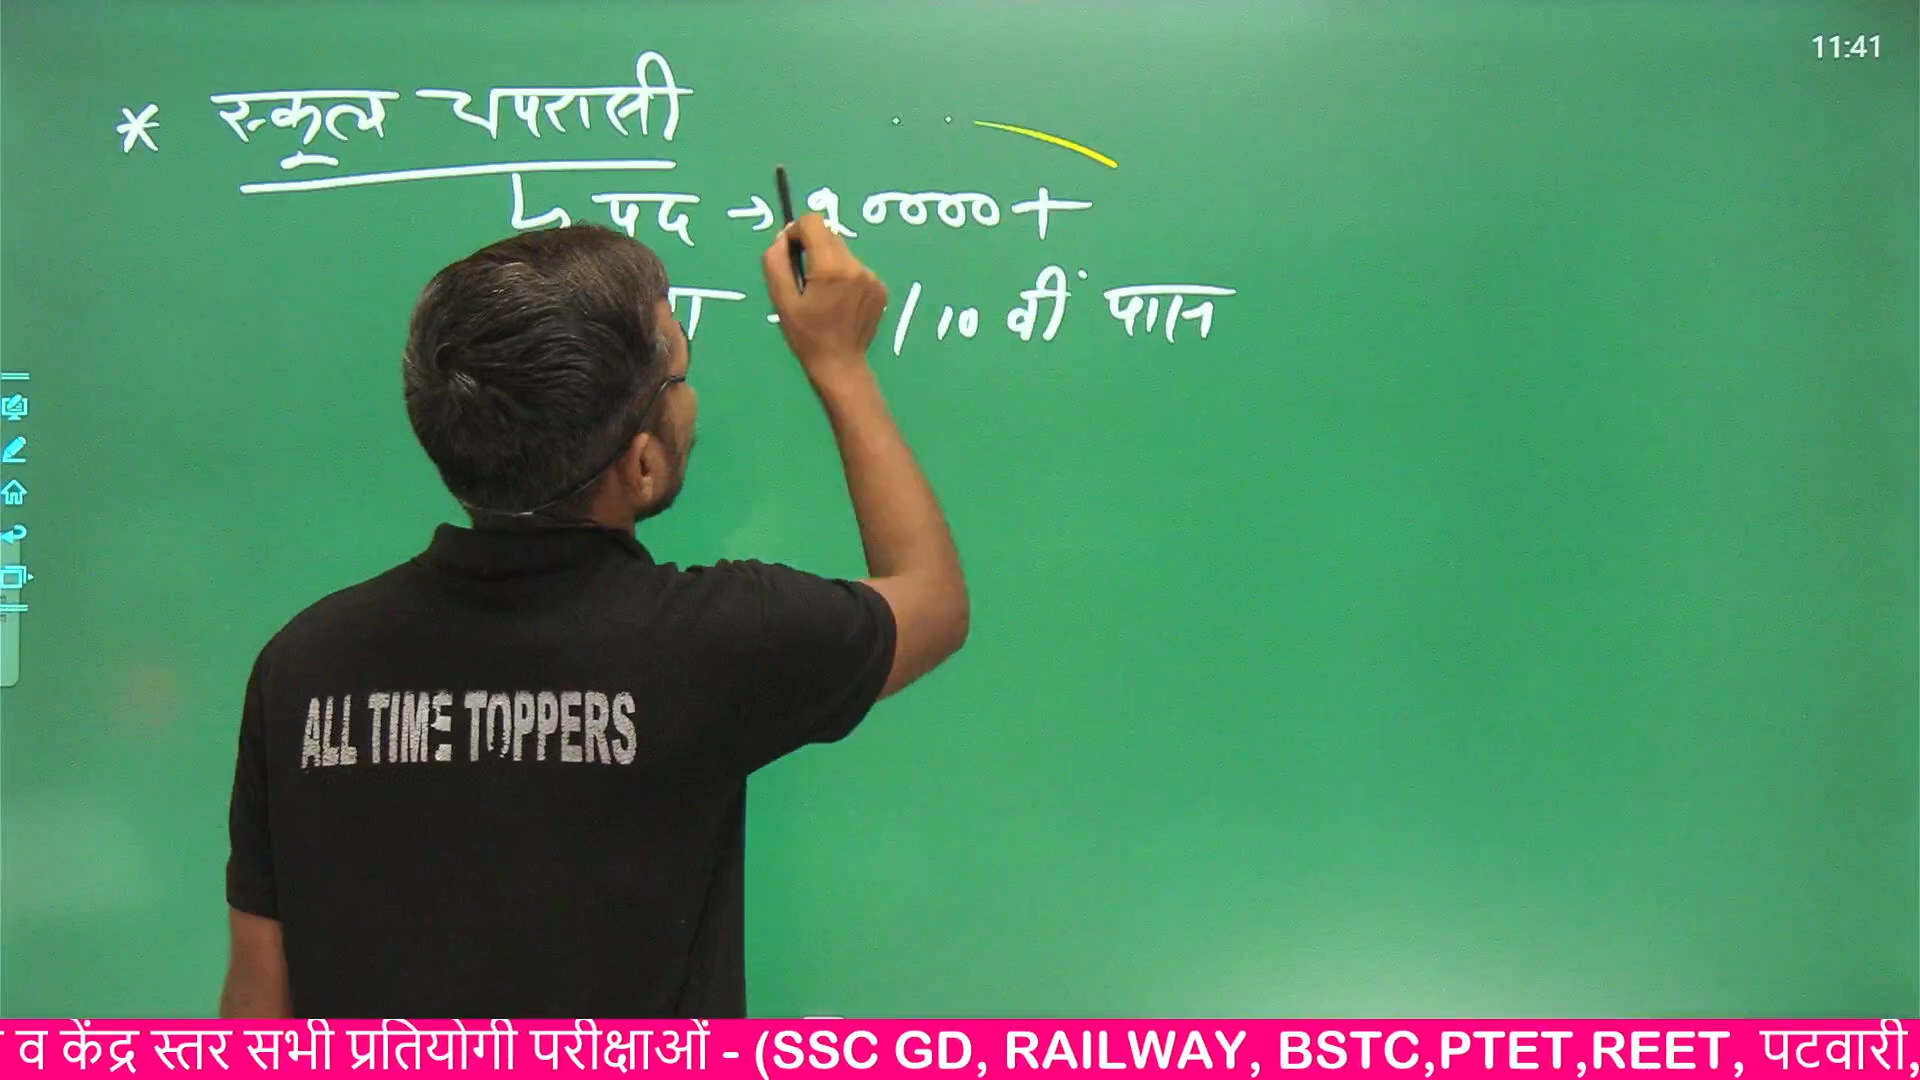 11:41
* स्कूल चपरासी
↳ पद → २००००+
/10 वीं पास
ALL TIME TOPPERS
व केंद्र स्तर सभी प्रतियोगी परीक्षाओं - (SSC GD, RAILWAY, BSTC,PTET,REET, पटवारी,